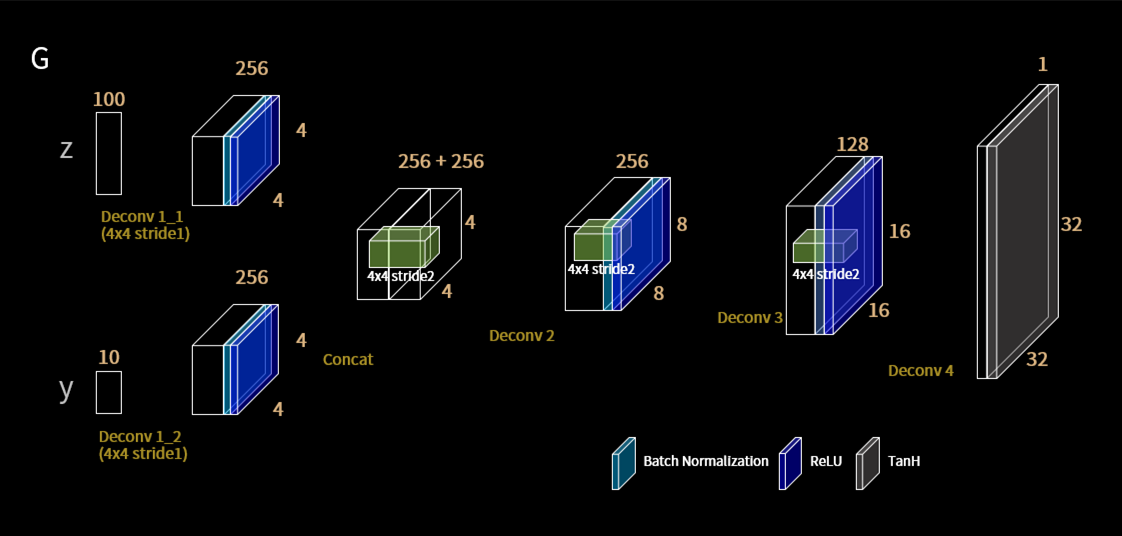 G
z
100
Deconv 1_1
(4x4 stride1)
256
4
4
y
10
Deconv 1_2
(4x4 stride1)
256
4
4
256 + 256
4
4
4x4 stride2
Concat
256
8
8
4x4 stride2
Deconv 2
128
16
16
4x4 stride2
Deconv 3
1
32
32
Deconv 4
Batch Normalization
ReLU
TanH